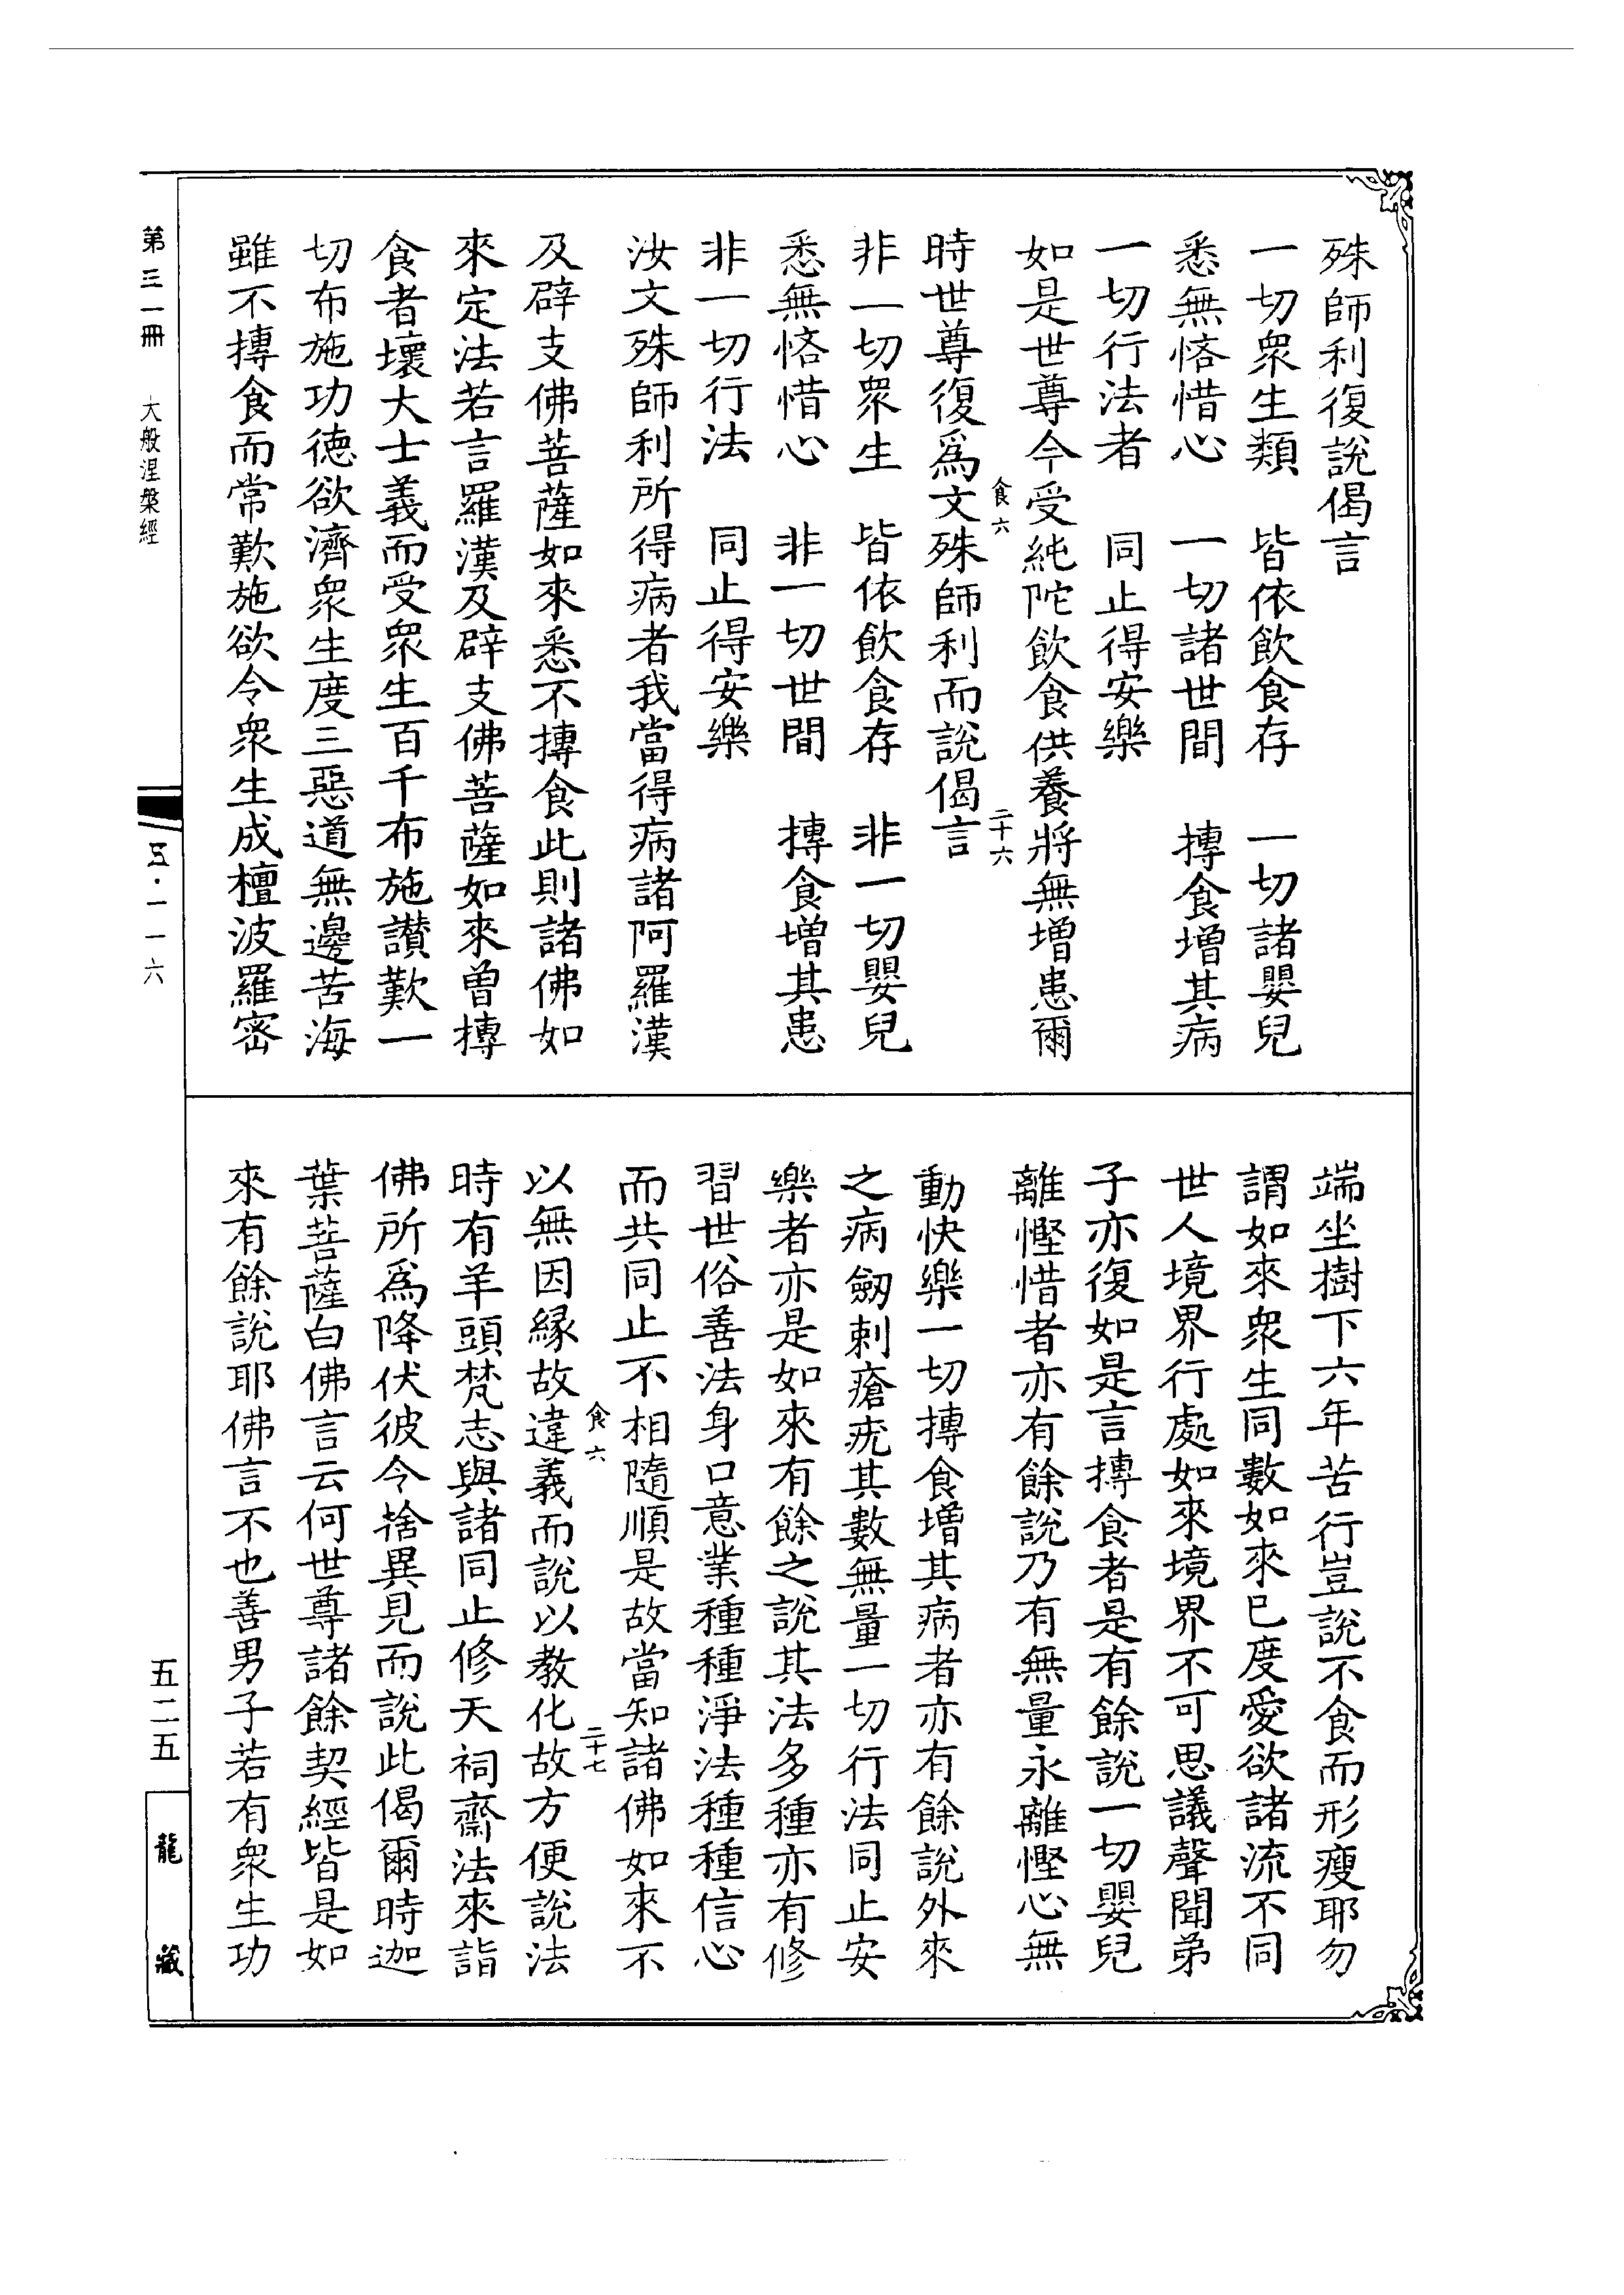 殊師利復說偈言
一切眾生類　皆依飲食存　一切諸嬰兒
悉無悋惜心　一切諸世間　摶食增其病
一切行法者　同止得安樂
如是世尊今受純陀飲食供養將無增患爾
食六　二十六
時世尊復爲文殊師利而說偈言
非一切眾生　皆依飲食存　非一切嬰兒
悉無悋惜心　非一切世間　摶食增其患
非一切行法　同止得安樂
汝文殊師利所得病者我當得病諸阿羅漢
及辟支佛菩薩如來悉不摶食此則諸佛如
來定法若言羅漢及辟支佛菩薩如來曾摶
食者壞大士義而受眾生百千布施讚歎一
切布施功德欲濟眾生度三惡道無邊苦海
雖不摶食而常歎施欲令眾生成檀波羅密
端坐樹下六年苦行豈說不食而形瘦耶勿
謂如來眾生同數如來已度愛欲諸流不同
世人境界行處如來境界不可思議聲聞弟
子亦復如是言摶食者是有餘說一切嬰兒
離慳惜者亦有餘說乃有無量永離慳心無
動快樂一切摶食增其病者亦有餘說外來
之病劒刺瘡疣其數無量一切行法同止安
樂者亦是如來有餘之說其法多種亦有修
習世俗善法身口意業種種淨法種種信心
而共同止不相隨順是故當知諸佛如來不
食六　二十七
以無因緣故違義而說以教化故方便說法
時有羊頭梵志與諸同止修天祠齋法來詣
佛所爲降伏彼令捨異見而說此偈爾時迦
葉菩薩白佛言云何世尊諸餘契經皆是如
來有餘說耶佛言不也善男子若有眾生功
第三一冊　大般涅槃經
五·一一六
五二五
龍藏